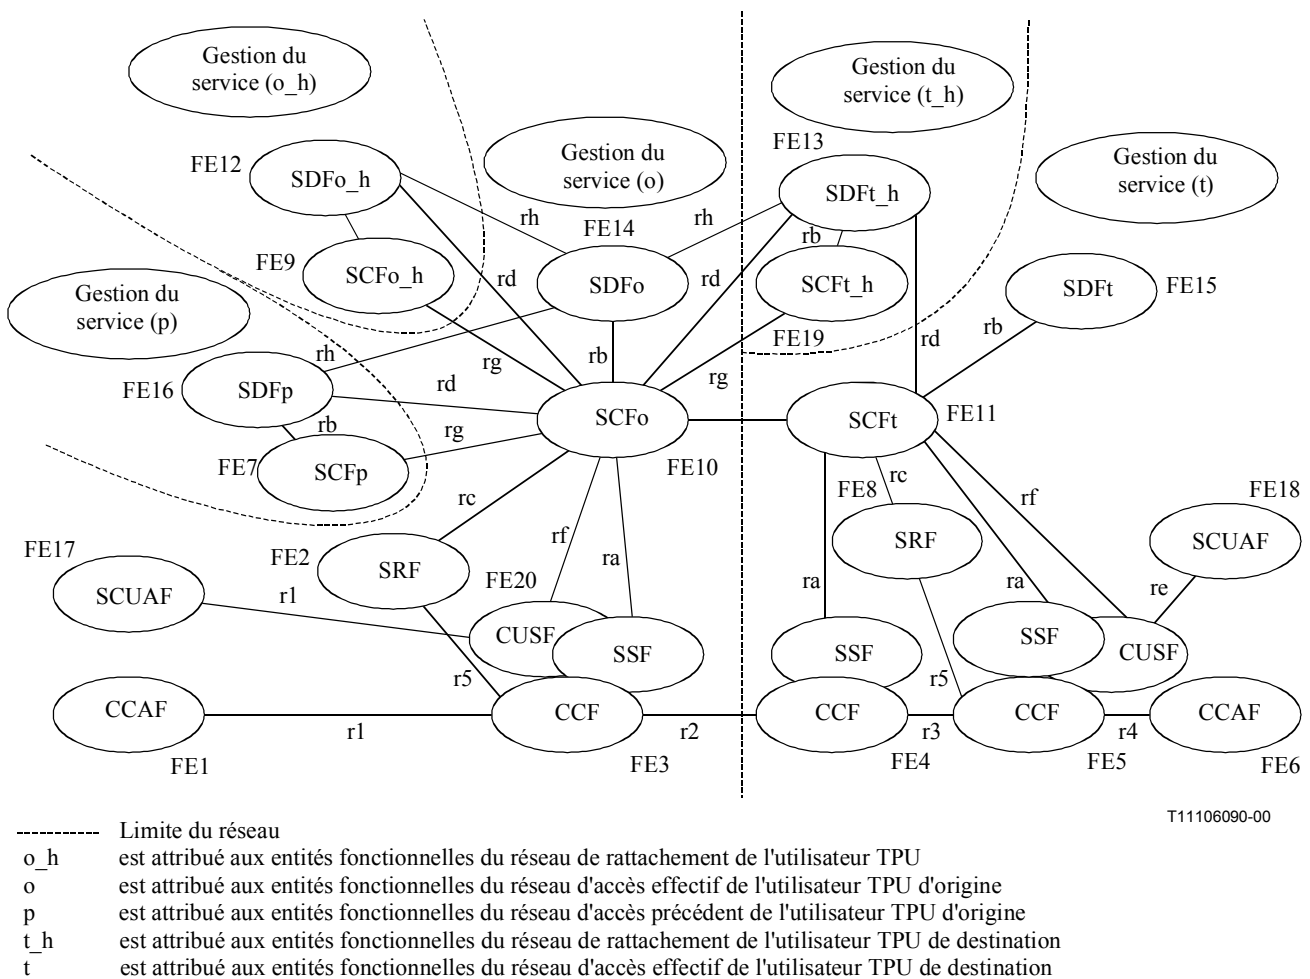 Gestion du
service (o_h)
Gestion du
service (t_h)
FE13
Gestion du
service (o)
Gestion du
service (t)
FE12
SDFo_h
SDFt_h
rh
FE14
rh
rb
FE9
SCFo_h
rd
SDFo
rd
SCFt_h
SDFt
FE15
Gestion du
service (p)
rh
rg
rb
FE19
rd
rb
rg
FE16
SDFp
rd
SCFo
SCFt
FE11
rb
rg
FE7
SCFp
FE10
rc
rc
FE8
rf
FE18
FE17
FE2
SRF
rf
SRF
SCUAF
SCUAF
r1
FE20
ra
ra
ra
re
CUSF
SSF
SSF
SSF
CUSF
r5
r5
CCAF
CCF
CCF
CCF
CCAF
r1
r2
r3
r4
FE1
FE3
FE4
FE5
FE6
T11106090-00
Limite du réseau
o_h est attribué aux entités fonctionnelles du réseau de rattachement de l'utilisateur TPU
o est attribué aux entités fonctionnelles du réseau d'accès effectif de l'utilisateur TPU d'origine
p est attribué aux entités fonctionnelles du réseau d'accès précédent de l'utilisateur TPU d'origine
t_h est attribué aux entités fonctionnelles du réseau de rattachement de l'utilisateur TPU de destination
t est attribué aux entités fonctionnelles du réseau d'accès effectif de l'utilisateur TPU de destination